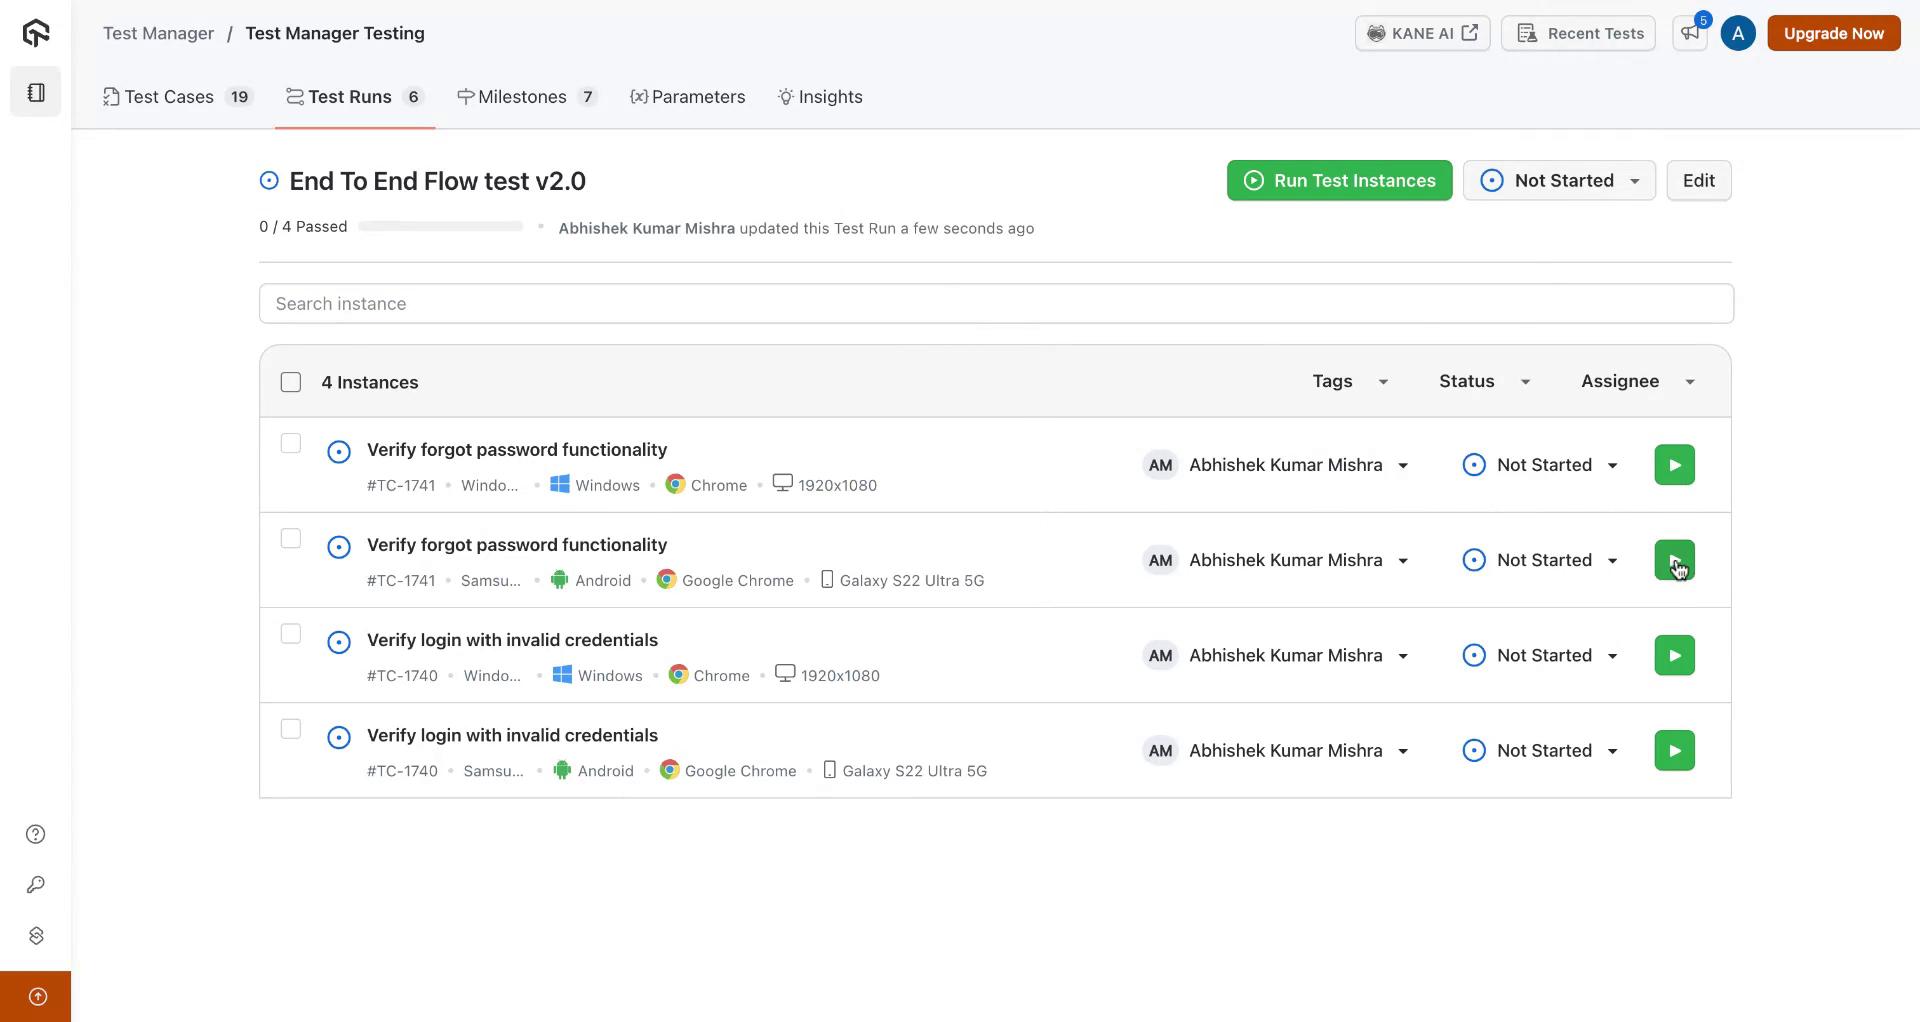 Test Manager / Test Manager Testing
KANE AI
Recent Tests
5
A
Upgrade Now
Test Cases 19
Test Runs 6
Milestones 7
{x} Parameters
Insights
End To End Flow test v2.0
Run Test Instances
Not Started
Edit
0 / 4 Passed
Abhishek Kumar Mishra updated this Test Run a few seconds ago
Search instance
4 Instances
Tags
Status
Assignee
Verify forgot password functionality
#TC-1741 • Windo... • Windows • Chrome • 1920x1080
AM Abhishek Kumar Mishra
Not Started
Verify forgot password functionality
#TC-1741 • Samsu... • Android • Google Chrome • Galaxy S22 Ultra 5G
AM Abhishek Kumar Mishra
Not Started
Verify login with invalid credentials
#TC-1740 • Windo... • Windows • Chrome • 1920x1080
AM Abhishek Kumar Mishra
Not Started
Verify login with invalid credentials
#TC-1740 • Samsu... • Android • Google Chrome • Galaxy S22 Ultra 5G
AM Abhishek Kumar Mishra
Not Started